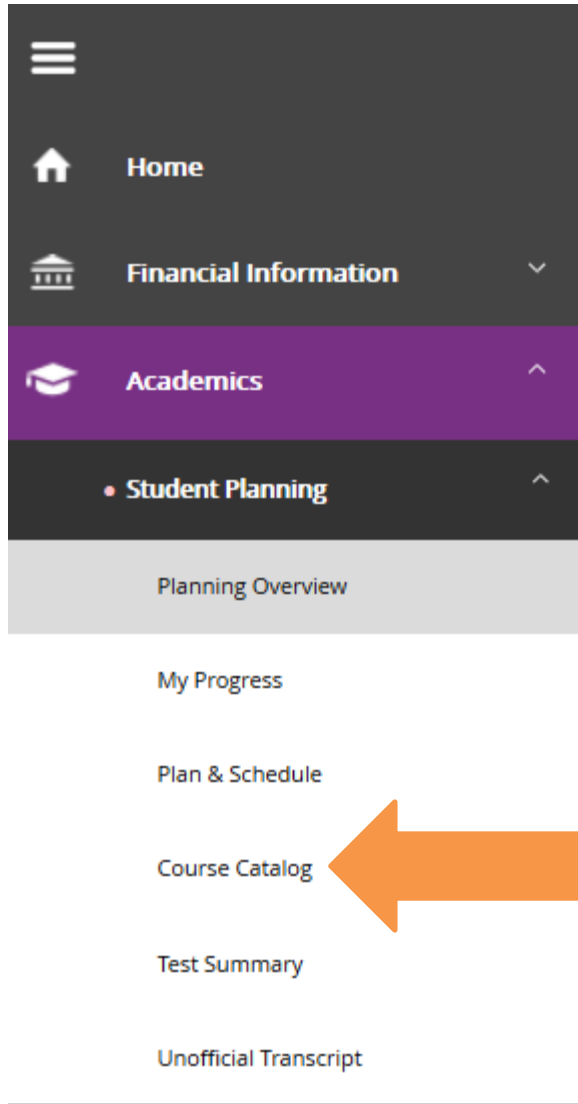 Home
Financial Information
Academics
Student Planning
Planning Overview
My Progress
Plan & Schedule
Course Catalog
Test Summary
Unofficial Transcript